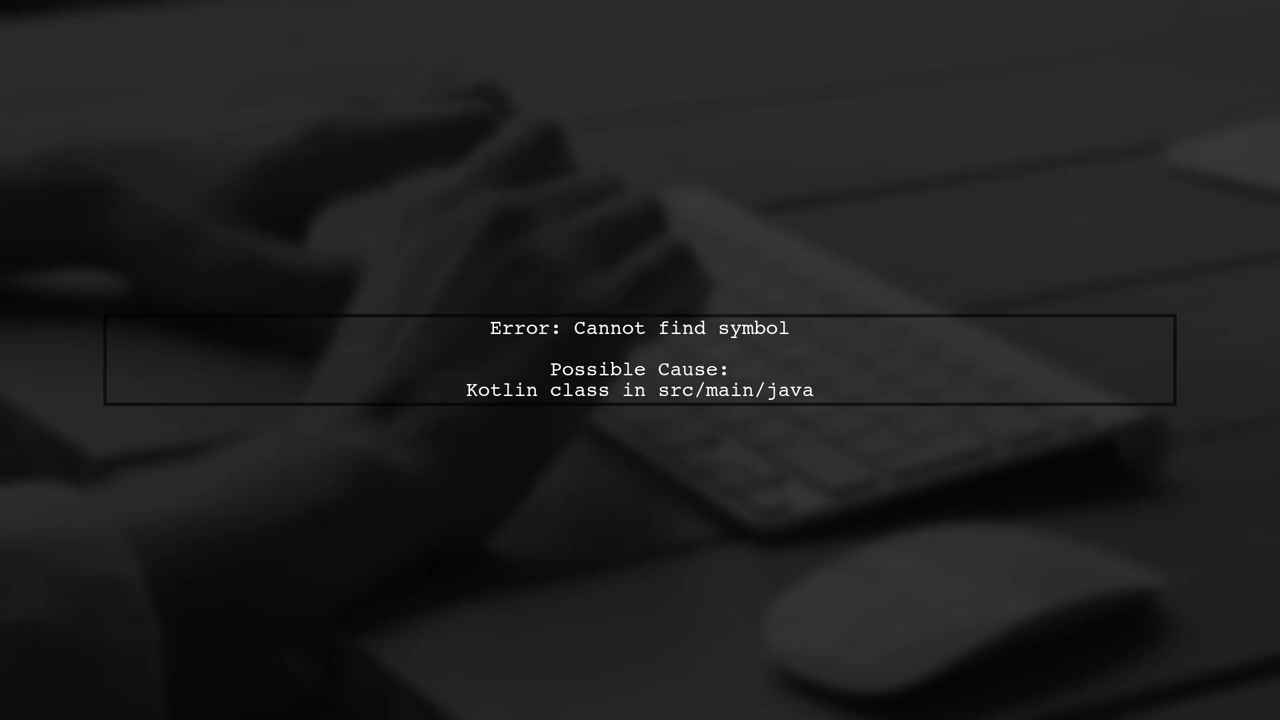 Error: Cannot find symbol
Possible Cause:
Kotlin class in src/main/java